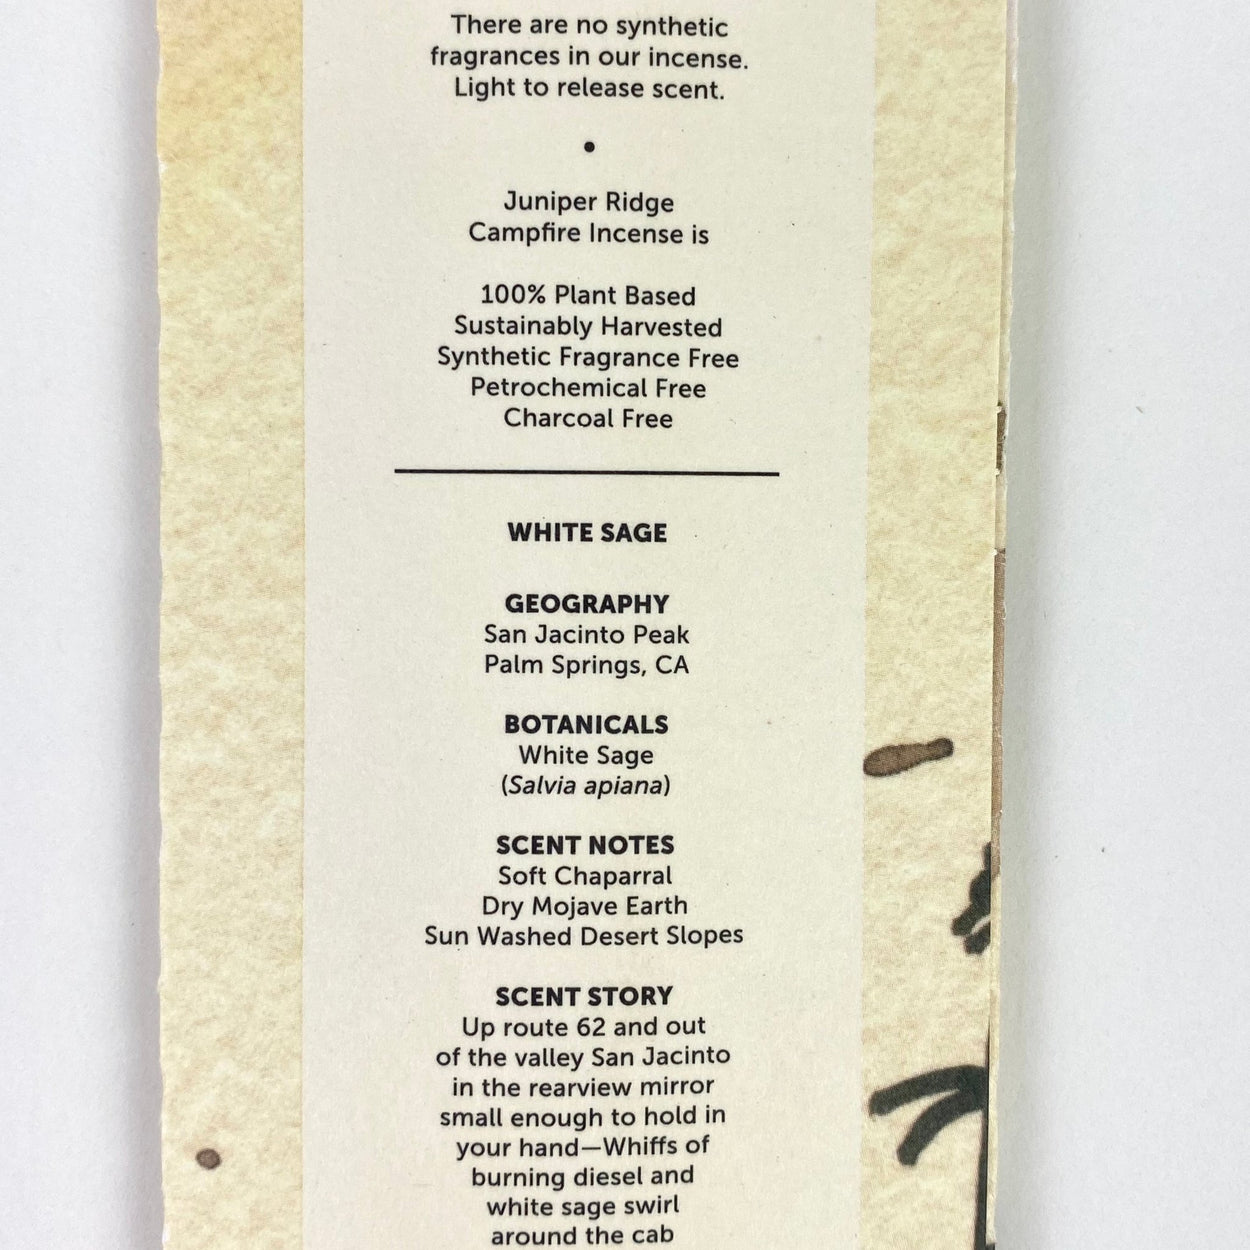 There are no synthetic
fragrances in our incense.
Light to release scent.
•
Juniper Ridge
Campfire Incense is
100% Plant Based
Sustainably Harvested
Synthetic Fragrance Free
Petrochemical Free
Charcoal Free
WHITE SAGE
GEOGRAPHY
San Jacinto Peak
Palm Springs, CA
BOTANICALS
White Sage
(Salvia apiana)
SCENT NOTES
Soft Chaparral
Dry Mojave Earth
Sun Washed Desert Slopes
SCENT STORY
Up route 62 and out
of the valley San Jacinto
in the rearview mirror
small enough to hold in
your hand—Whiffs of
burning diesel and
white sage swirl
around the cab